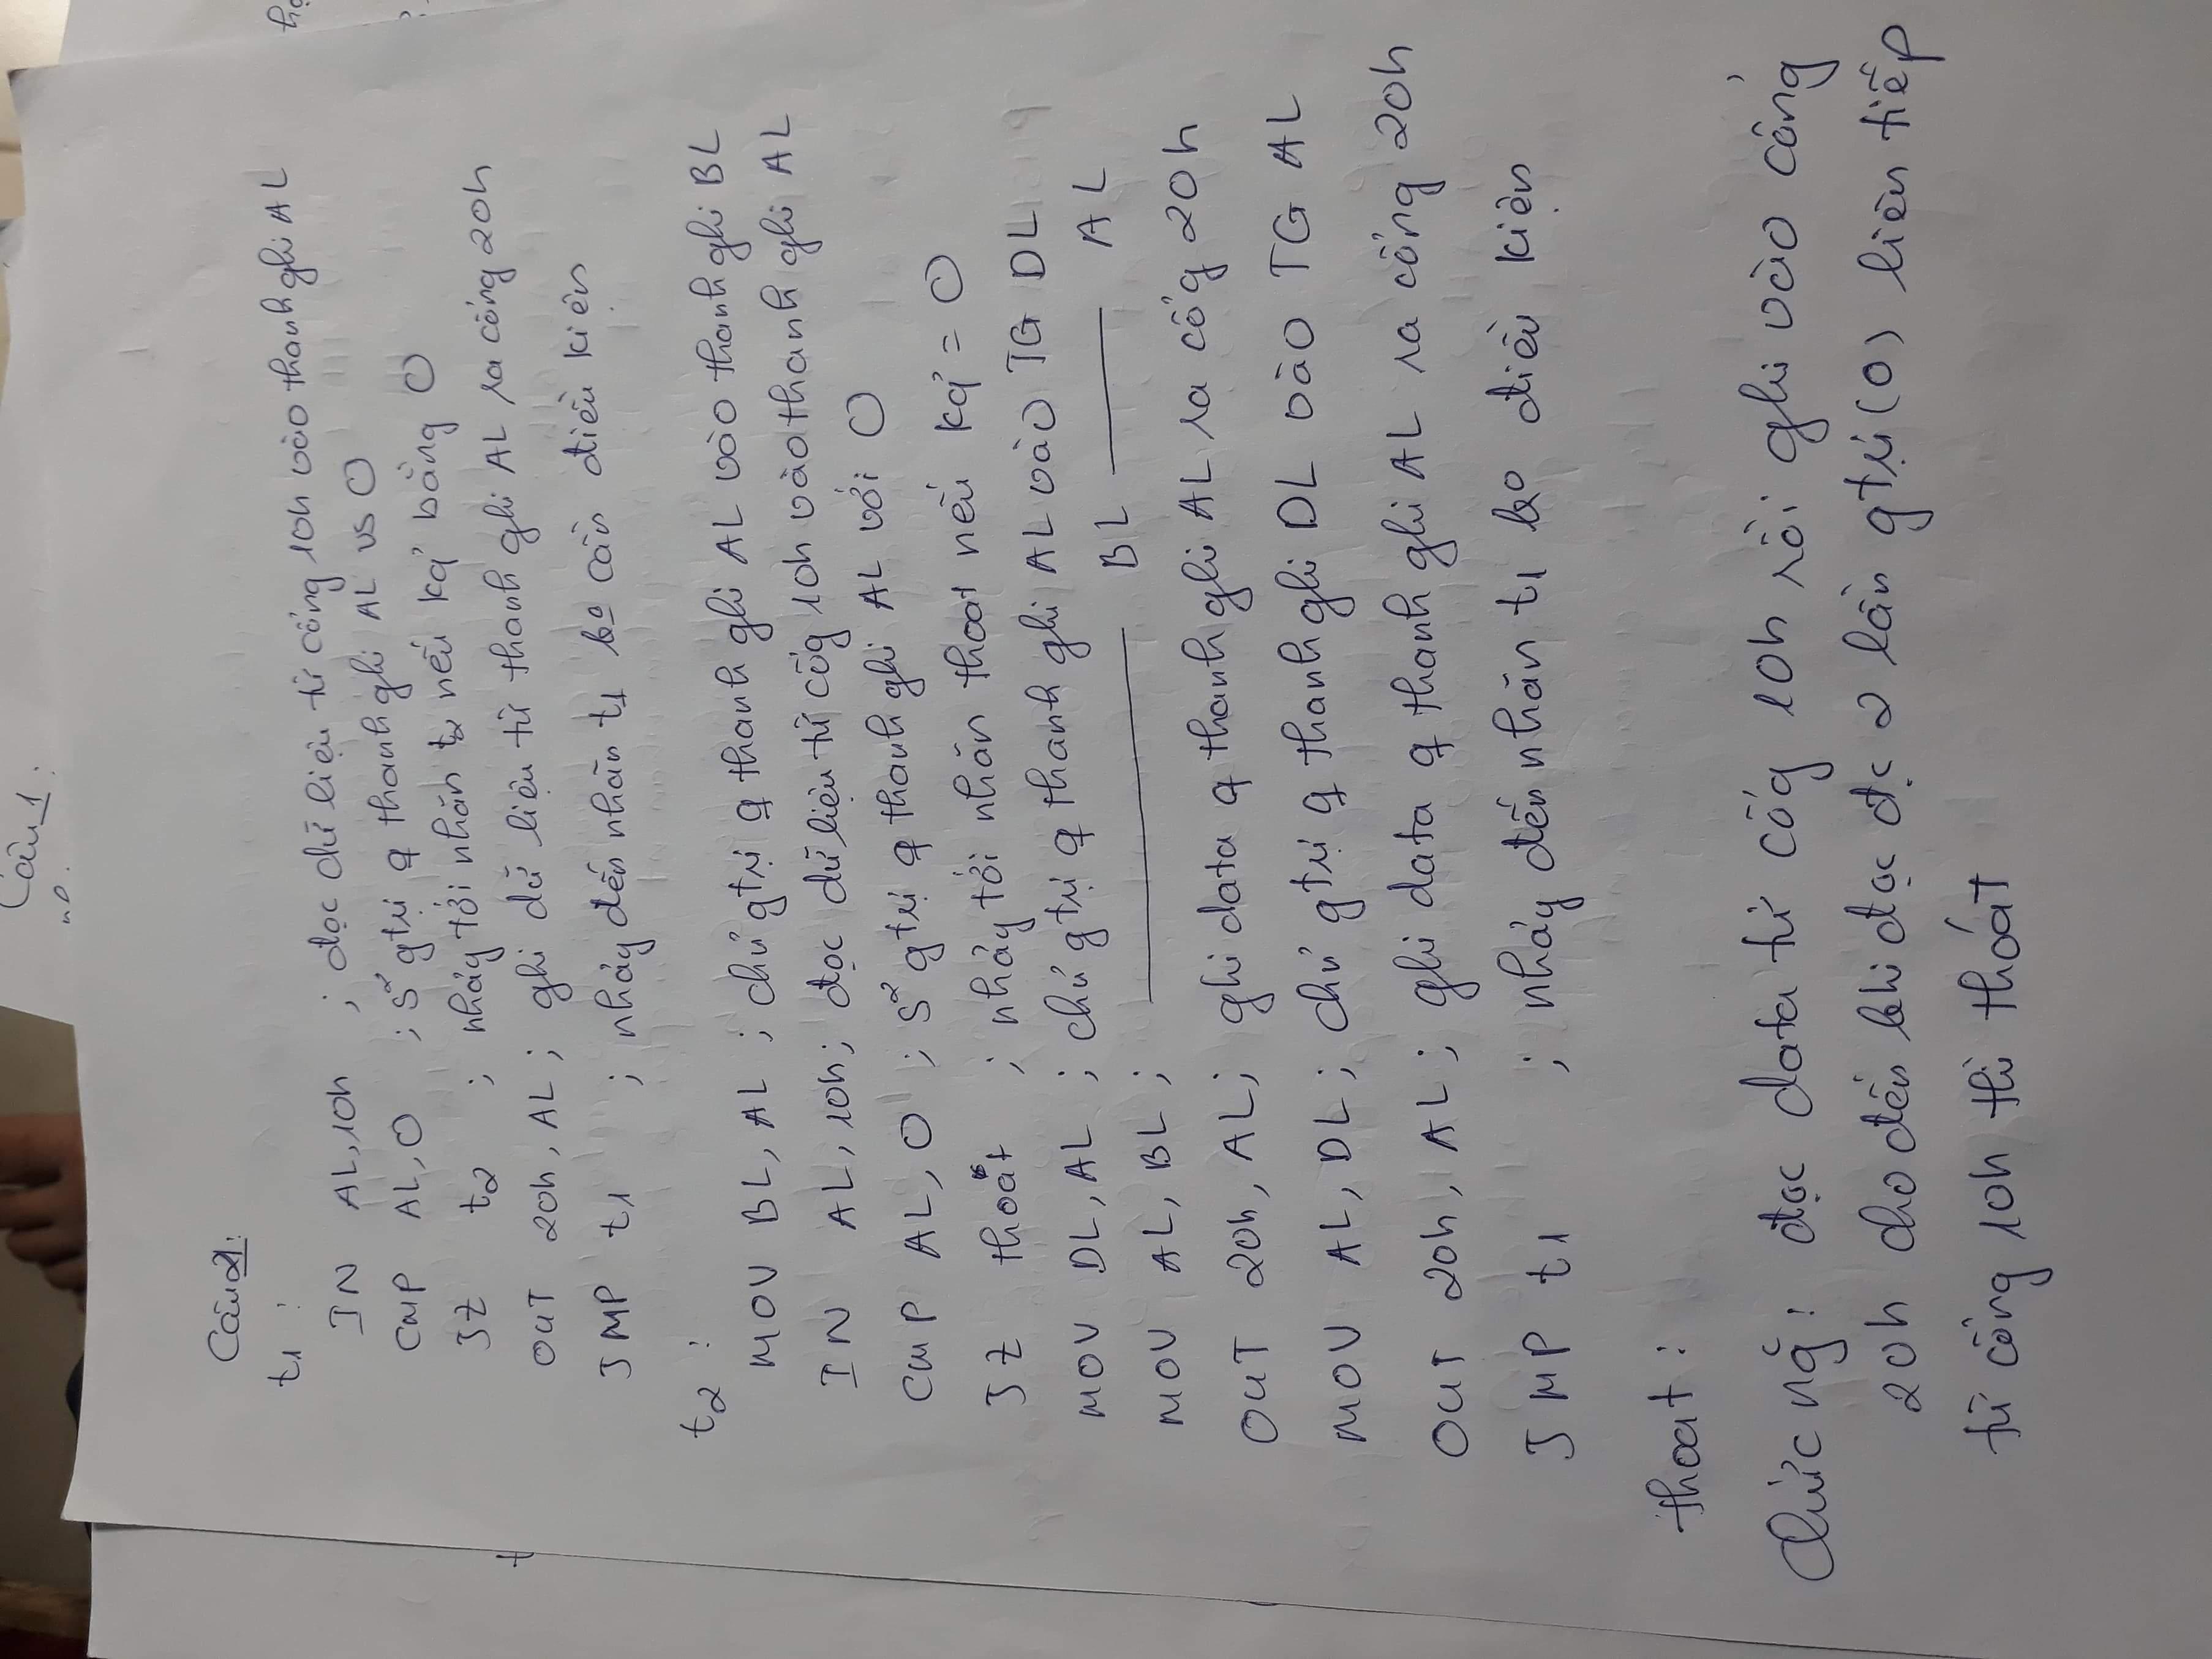 Câu 1:
Câu 2:
t1:
IN AL, 10h ; đọc dữ liệu từ cổng 10h vào thanh ghi AL
CMP AL, 0 ; s² gtrị q thanh ghi AL vs 0
JZ t2 ; nhảy tới nhãn t2 nếu kq' bằng 0
OUT 20h, AL ; ghi dữ liệu từ thanh ghi AL ra cổng 20h
JMP t1 ; nhảy đến nhãn t1 ko cần điều kiện
t2:
MOV BL, AL ; chú gtrị q thanh ghi AL vào thanh ghi BL
IN AL, 10h ; đọc dữ liệu từ cổg 10h vào thanh ghi AL
CMP AL, 0 ; s² gtrị q thanh ghi AL với 0
JZ thoat ; nhảy tới nhãn thoat nếu kq' = 0
MOV DL, AL ; chú gtrị q thanh ghi AL vào TG DL
MOV AL, BL ; BL AL
OUT 20h, AL ; ghi data q thanh ghi AL ra cổg 20h
MOV AL, DL ; chú gtrị q thanh ghi DL vào TG AL
OUT 20h, AL ; ghi data q thanh ghi AL ra cổng 20h
JMP t1 ; nhảy đến nhãn t1 ko điều kiện
thoat:
Chức ng̃: đọc data từ cổg 10h rồi ghi vào cổng
20h cho đến khi đọc đc 2 lần gtrị (0) liên tiếp
từ cổng 10h thì thoát